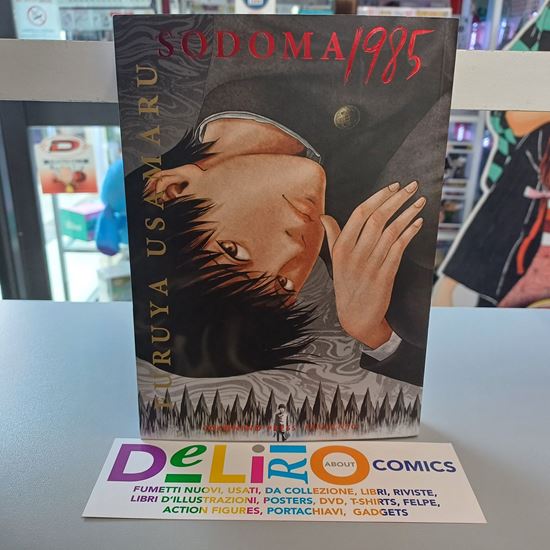 SODOMA 1985
FURUYA USAMARU
DeLiRiO ABOUT COMICS
FUMETTI NUOVI, USATI, DA COLLEZIONE, LIBRI, RIVISTE,
LIBRI D'ILLUSTRAZIONI, POSTERS, DVD, T-SHIRTS, FELPE,
ACTION FIGURES, PORTACHIAVI, GADGETS